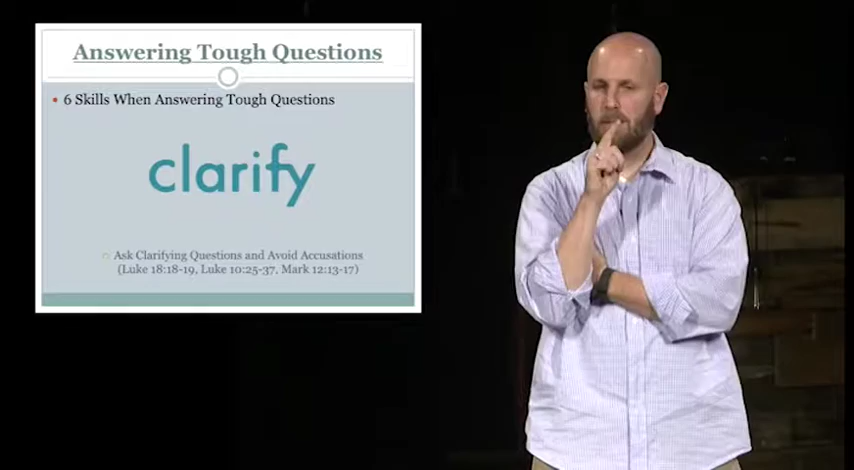 Answering Tough Questions
6 Skills When Answering Tough Questions
clarify
Ask Clarifying Questions and Avoid Accusations
(Luke 18:18-19, Luke 10:25-37, Mark 12:13-17)